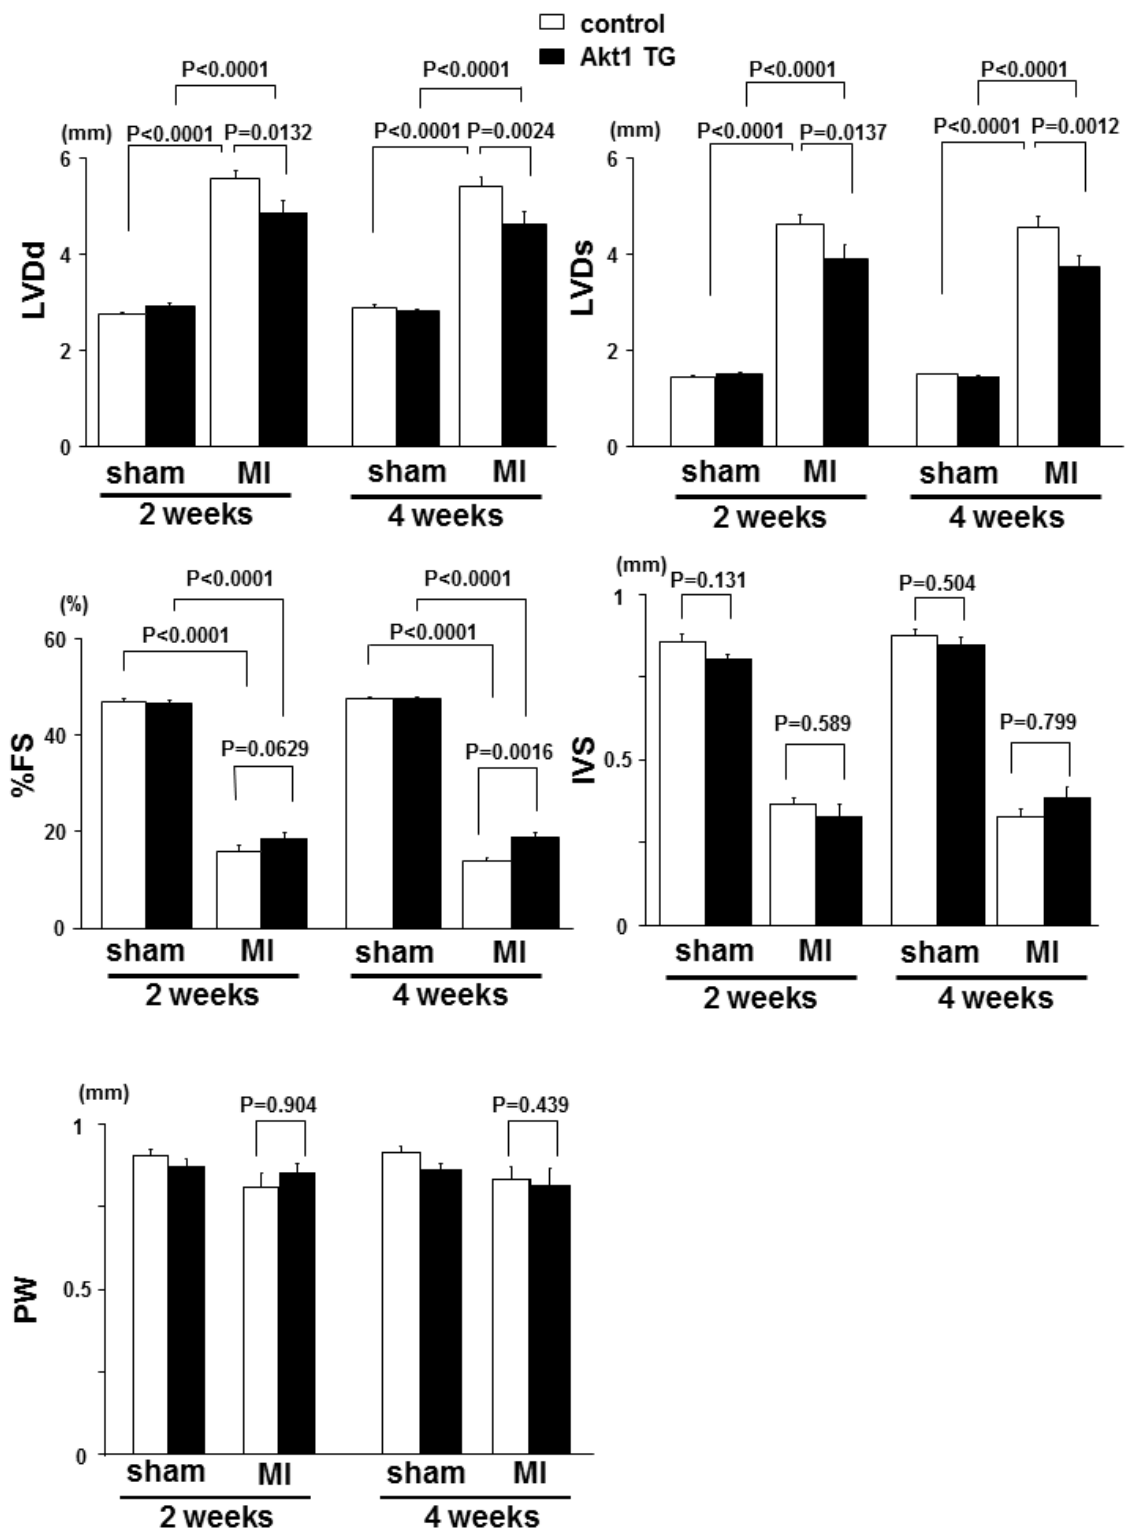 control
Akt1 TG
P<0.0001
P<0.0001
P<0.0001
P<0.0001
(mm)
P<0.0001 P=0.0132
P<0.0001 P=0.0024
(mm)
P<0.0001 P=0.0137
P<0.0001 P=0.0012
LVDd
6
4
2
0
sham MI
2 weeks
sham MI
4 weeks
LVDs
6
4
2
0
sham MI
2 weeks
sham MI
4 weeks
(%)
P<0.0001
P<0.0001
P<0.0001
P<0.0001
P=0.0629
P=0.0016
%FS
60
40
20
0
sham MI
2 weeks
sham MI
4 weeks
(mm)
P=0.131
P=0.504
P=0.589
P=0.799
IVS
1
0.5
0
sham MI
2 weeks
sham MI
4 weeks
(mm)
P=0.904
P=0.439
PW
1
0.5
0
sham MI
2 weeks
sham MI
4 weeks